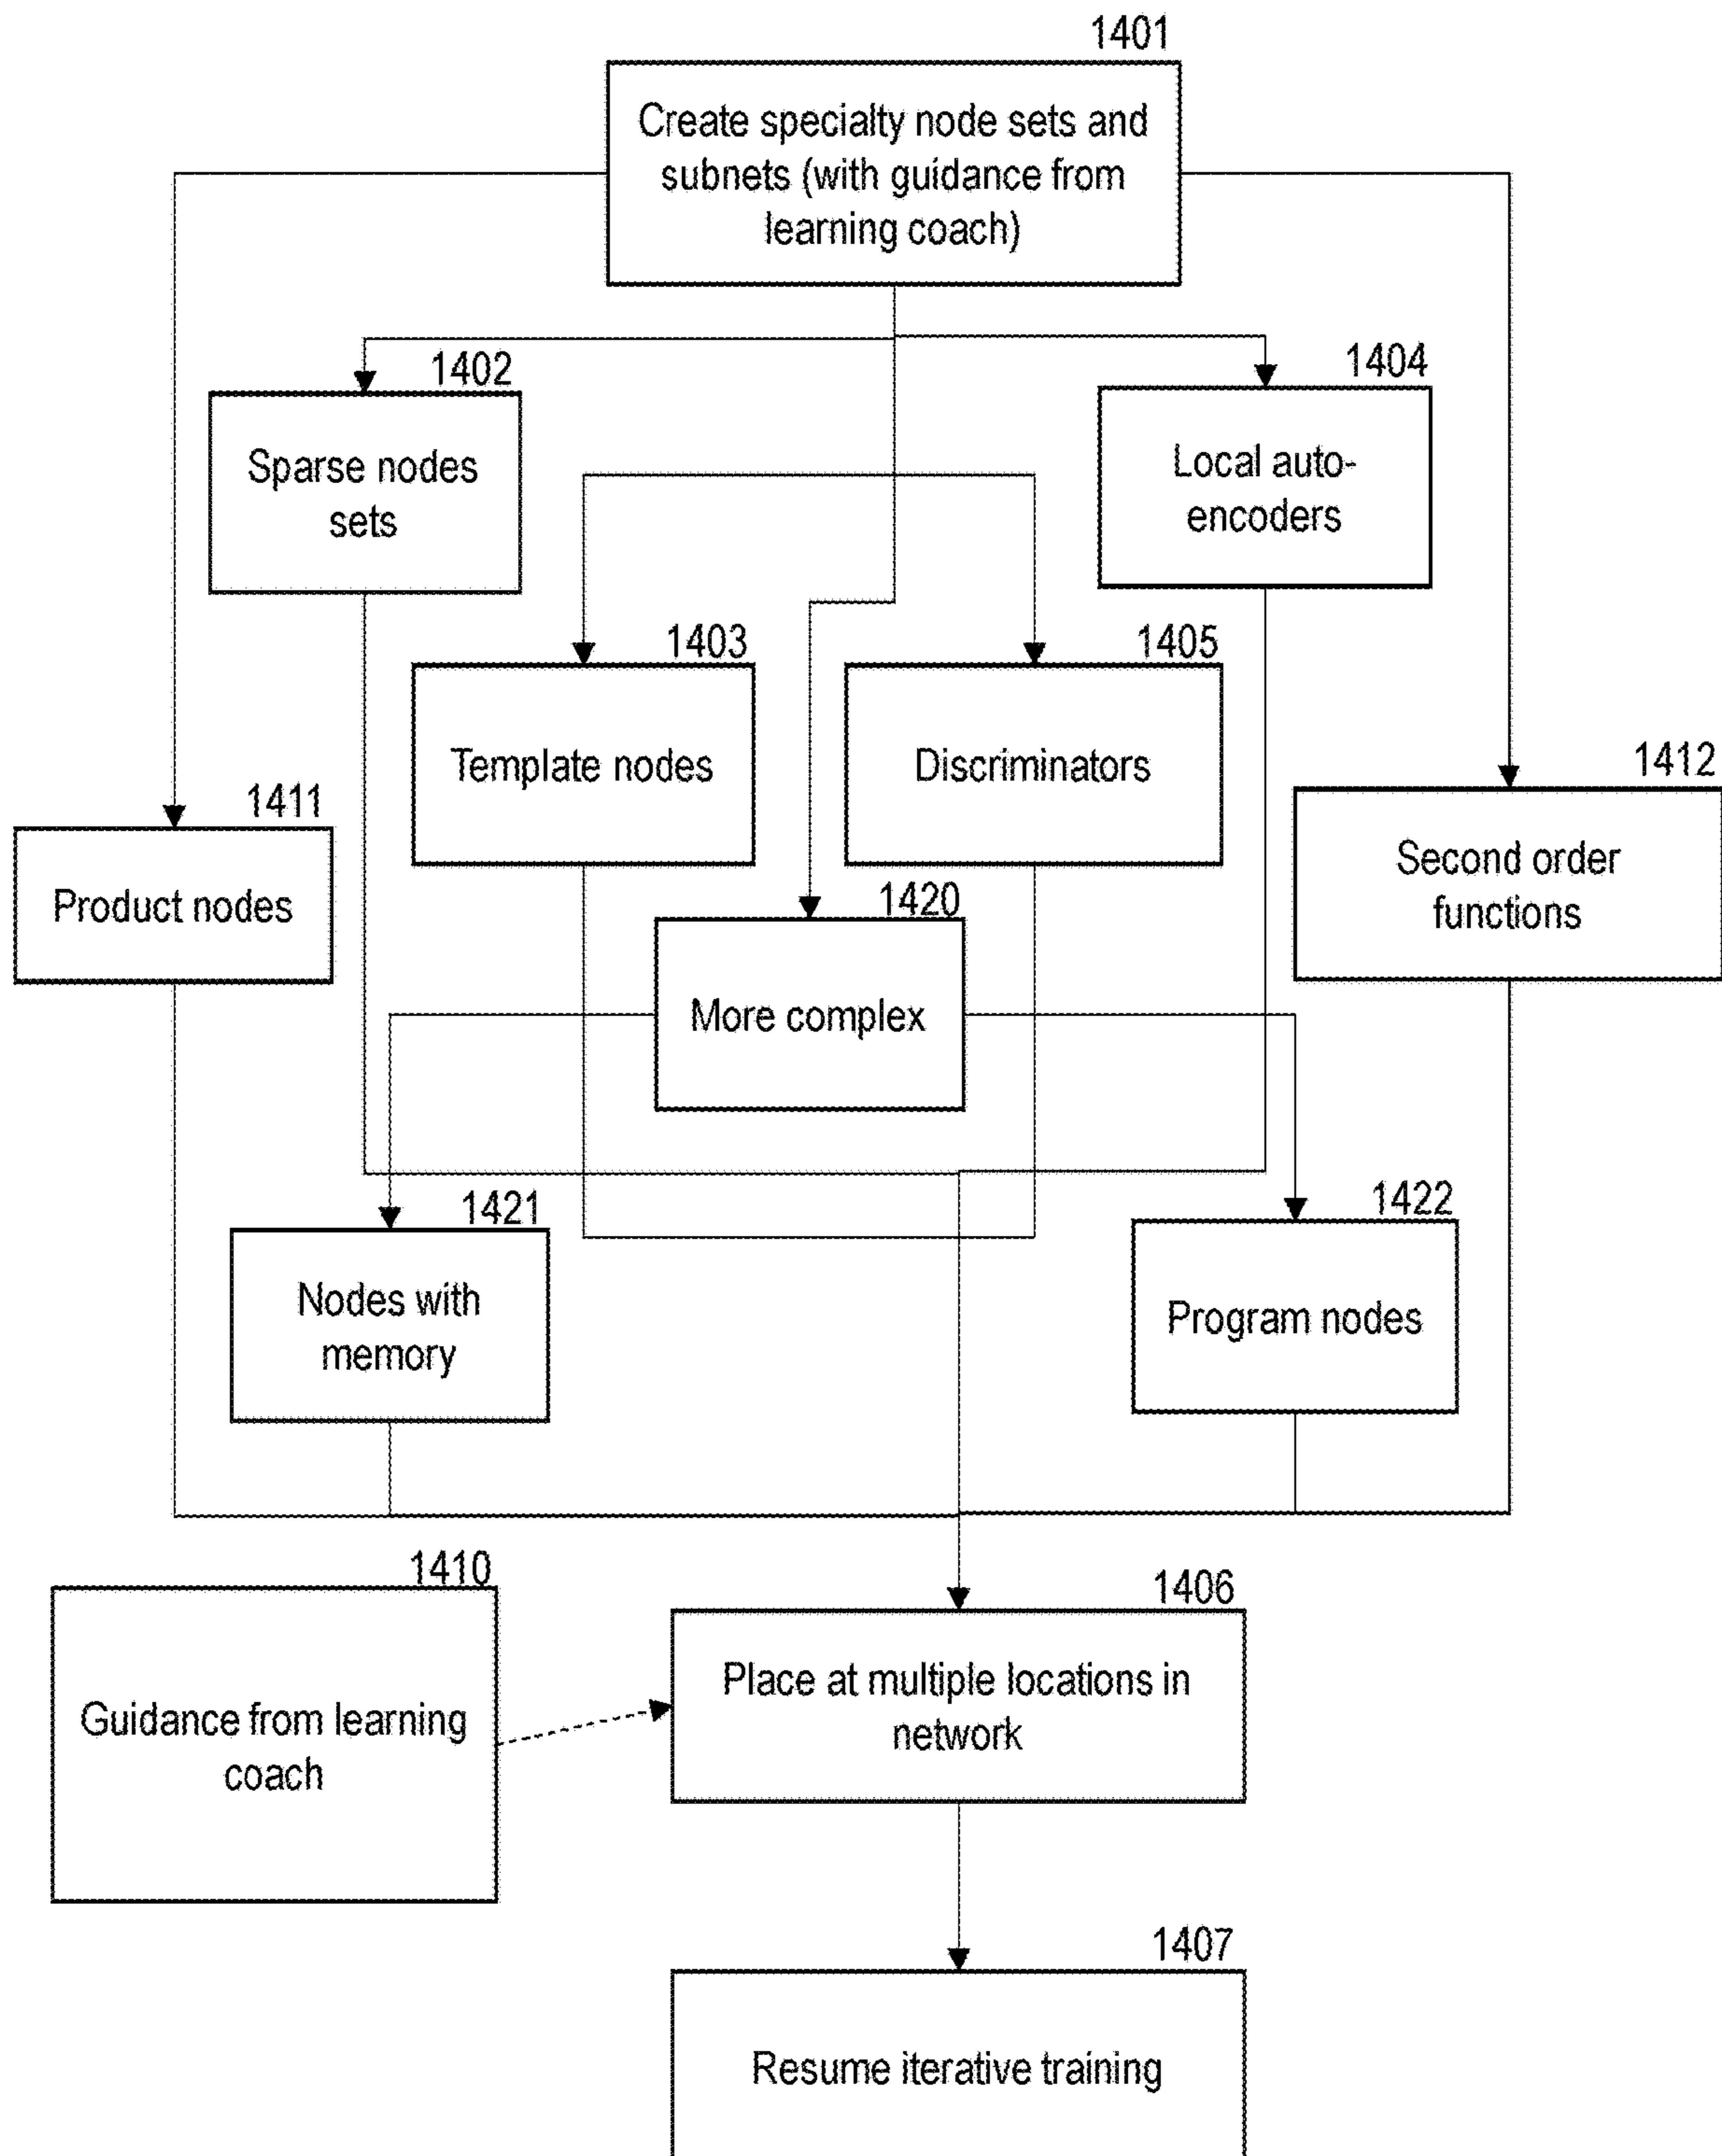 1401
Create specialty node sets and
subnets (with guidance from
learning coach)
1402
Sparse nodes
sets
1404
Local auto-
encoders
1403
Template nodes
1405
Discriminators
1411
Product nodes
1412
Second order
functions
1420
More complex
1421
Nodes with
memory
1422
Program nodes
1410
Guidance from learning
coach
1406
Place at multiple locations in
network
1407
Resume iterative training